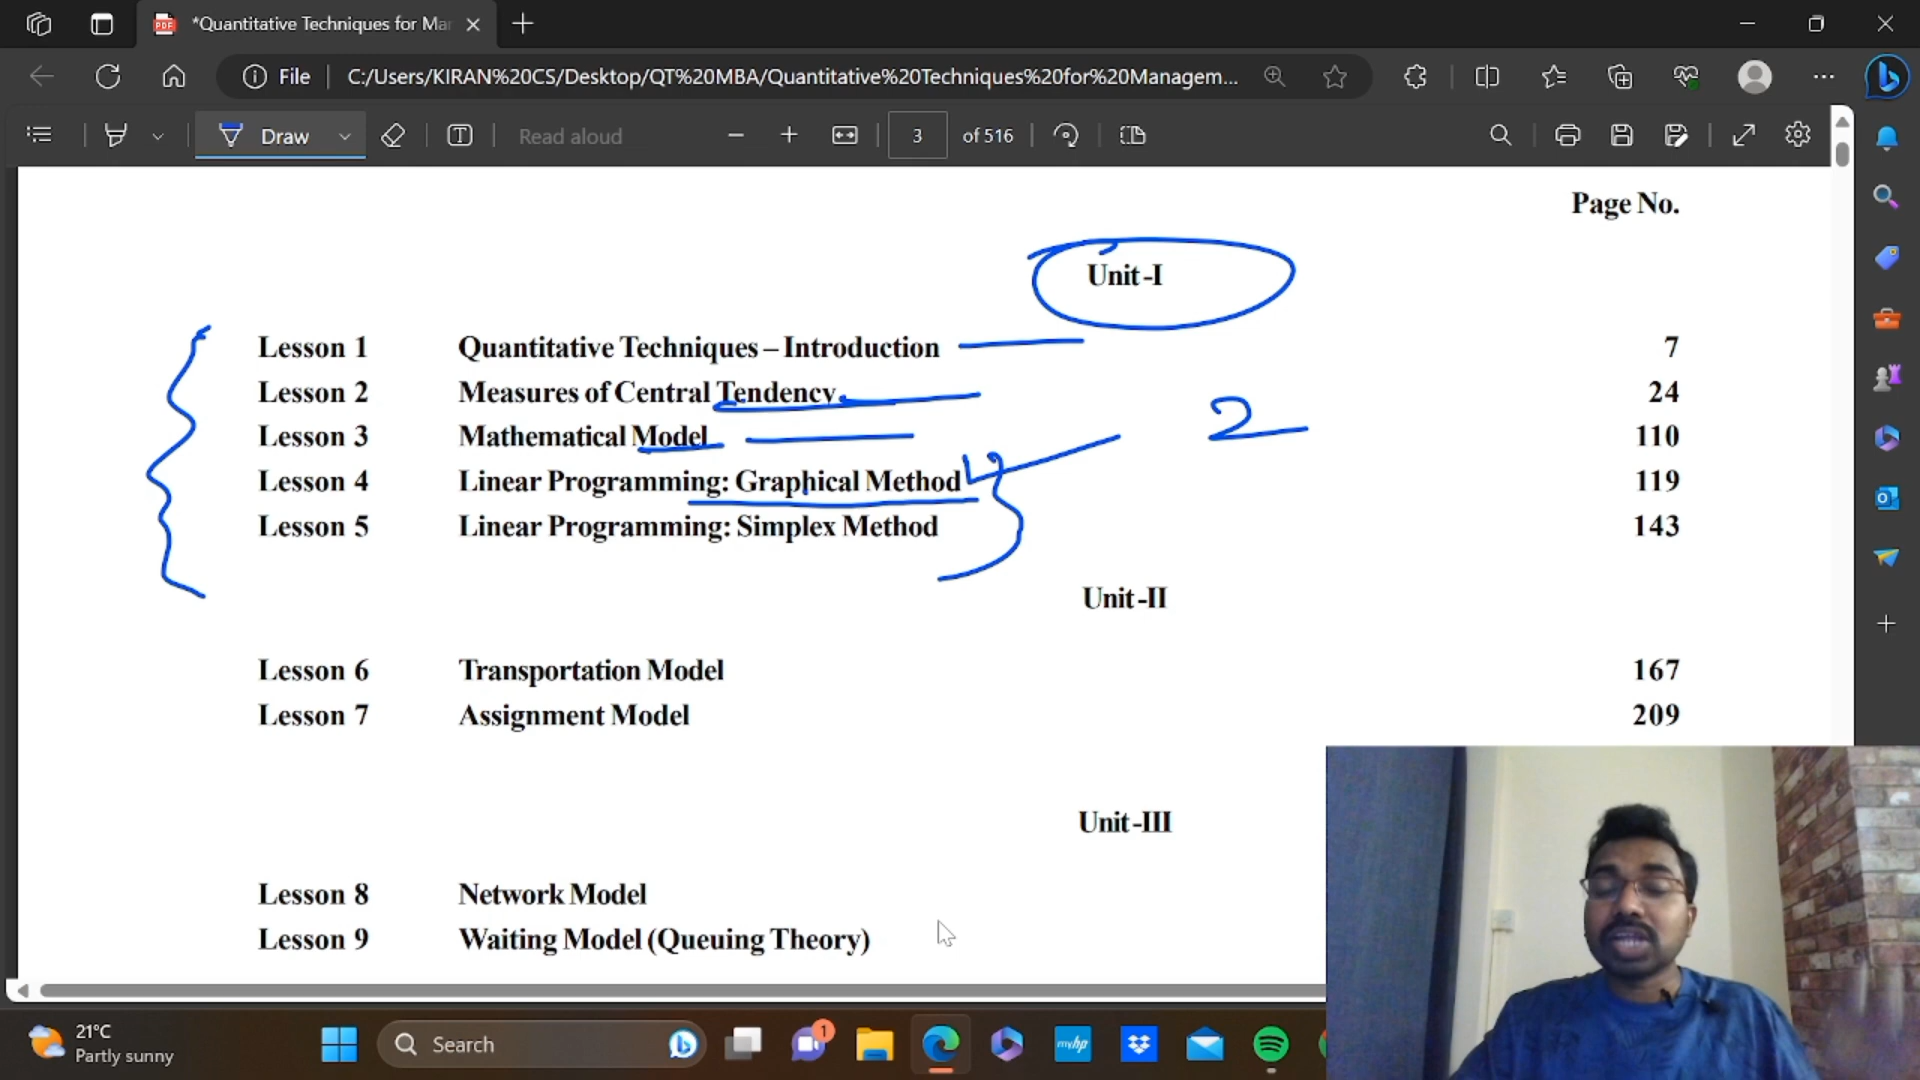 *Quantitative Techniques for Mar
File
C:/Users/KIRAN%20CS/Desktop/QT%20MBA/Quantitative%20Techniques%20for%20Managem...
Draw
Read aloud
3
of 516
Page No.
Unit-I
Lesson 1 Quantitative Techniques – Introduction 7
Lesson 2 Measures of Central Tendency 24
Lesson 3 Mathematical Model 110
2
Lesson 4 Linear Programming: Graphical Method 119
Lesson 5 Linear Programming: Simplex Method 143
Unit-II
Lesson 6 Transportation Model 167
Lesson 7 Assignment Model 209
Unit-III
Lesson 8 Network Model
Lesson 9 Waiting Model (Queuing Theory)
21°C
Partly sunny
Search
1
myhp